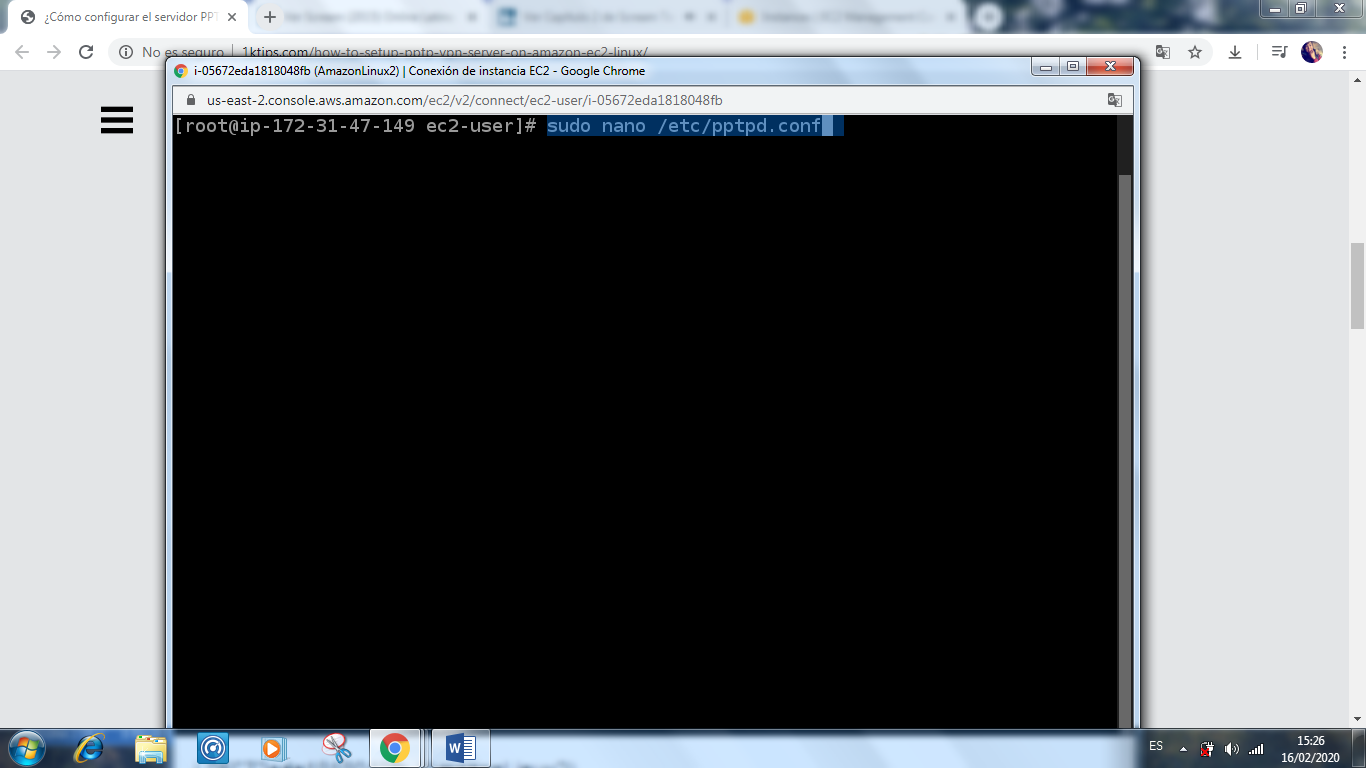 ¿Cómo configurar el servidor PPT
No es seguro | 1ktips.com/how-to-setup-pptp-vpn-server-on-amazon-ec2-linux/
i-05672eda1818048fb (AmazonLinux2) | Conexión de instancia EC2 - Google Chrome
us-east-2.console.aws.amazon.com/ec2/v2/connect/ec2-user/i-05672eda1818048fb
[root@ip-172-31-47-149 ec2-user]# sudo nano /etc/pptpd.conf
ES
15:26
16/02/2020